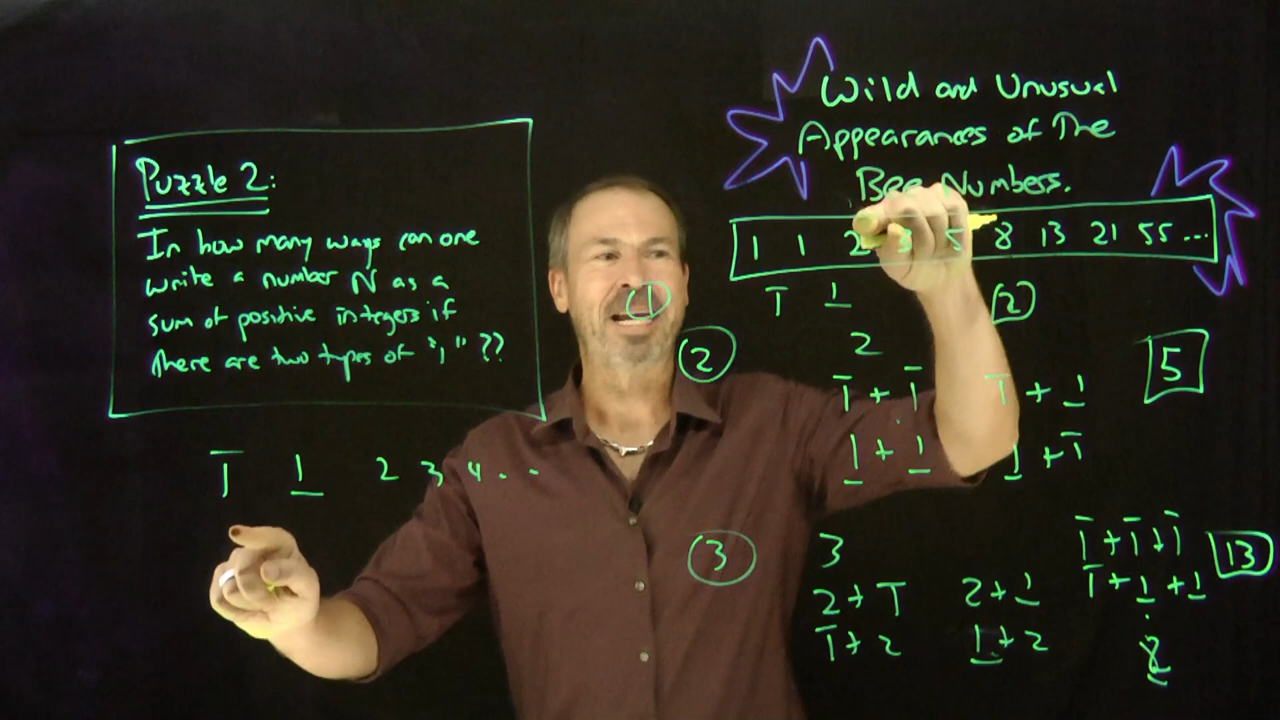 Wild and Unusual
Appearances of The
Bee Numbers.
1 1 2 3 5 8 13 21 55 ...
Puzzle 2:
In how many ways can one
write a number N as a
sum of positive integers if
there are two types of "1" ??
1̅ 1̲ 2 3 4 . . .
① 1̅ 1̲ 2
② 2
1̅ + 1̅ 1̅ + 1̲ 5
1̲ + 1̲ 1̲ + 1̅
③ 3 1̅ + 1̅ + 1̅ 13
2 + 1̅ 2 + 1̲ 1̅ + 1̲ + 1̲
1̅ + 2 1̲ + 2 8